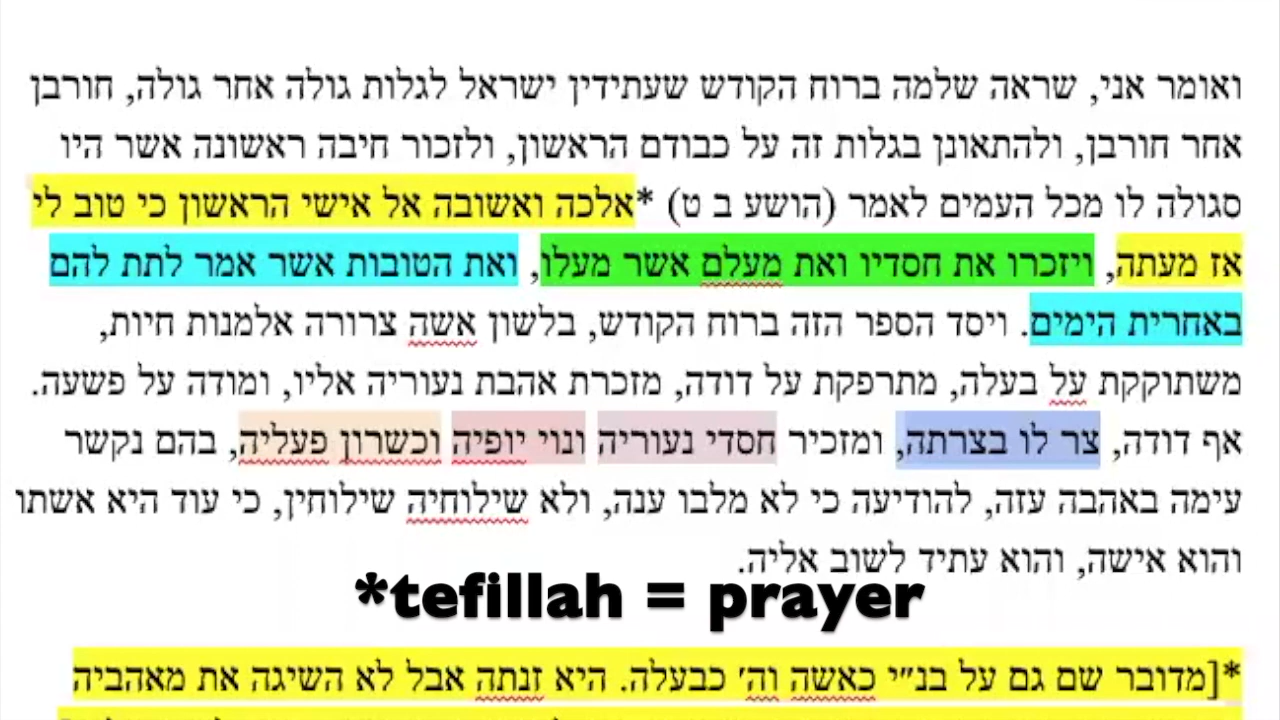 ואומר אני, שראה שלמה ברוח הקודש שעתידין ישראל לגלות גולה אחר גולה, חורבן
אחר חורבן, ולהתאונן בגלות זה על כבודם הראשון, ולזכור חיבה ראשונה אשר היו
סגולה לו מכל העמים לאמר (הושע ב ט) *אלכה ואשובה אל אישי הראשון כי טוב לי
אז מעתה, ויזכרו את חסדיו ואת מעלם אשר מעלו, ואת הטובות אשר אמר לתת להם
באחרית הימים. ויסד הספר הזה ברוח הקודש, בלשון אשה צרורה אלמנות חיות,
משתוקקת על בעלה, מתרפקת על דודה, מזכרת אהבת נעוריה אליו, ומודה על פשעה.
אף דודה, צר לו בצרתה, ומזכיר חסדי נעוריה ונוי יופיה וכשרון פעליה, בהם נקשר
עימה באהבה עזה, להודיעה כי לא מלבו ענה, ולא שילוחיה שילוחין, כי עוד היא אשתו
והוא אישה, והוא עתיד לשוב אליה.
*tefillah = prayer
*[מדובר שם גם על בנ״י כאשה וה׳ כבעלה. היא זנתה אבל לא השיגה את מאהביה